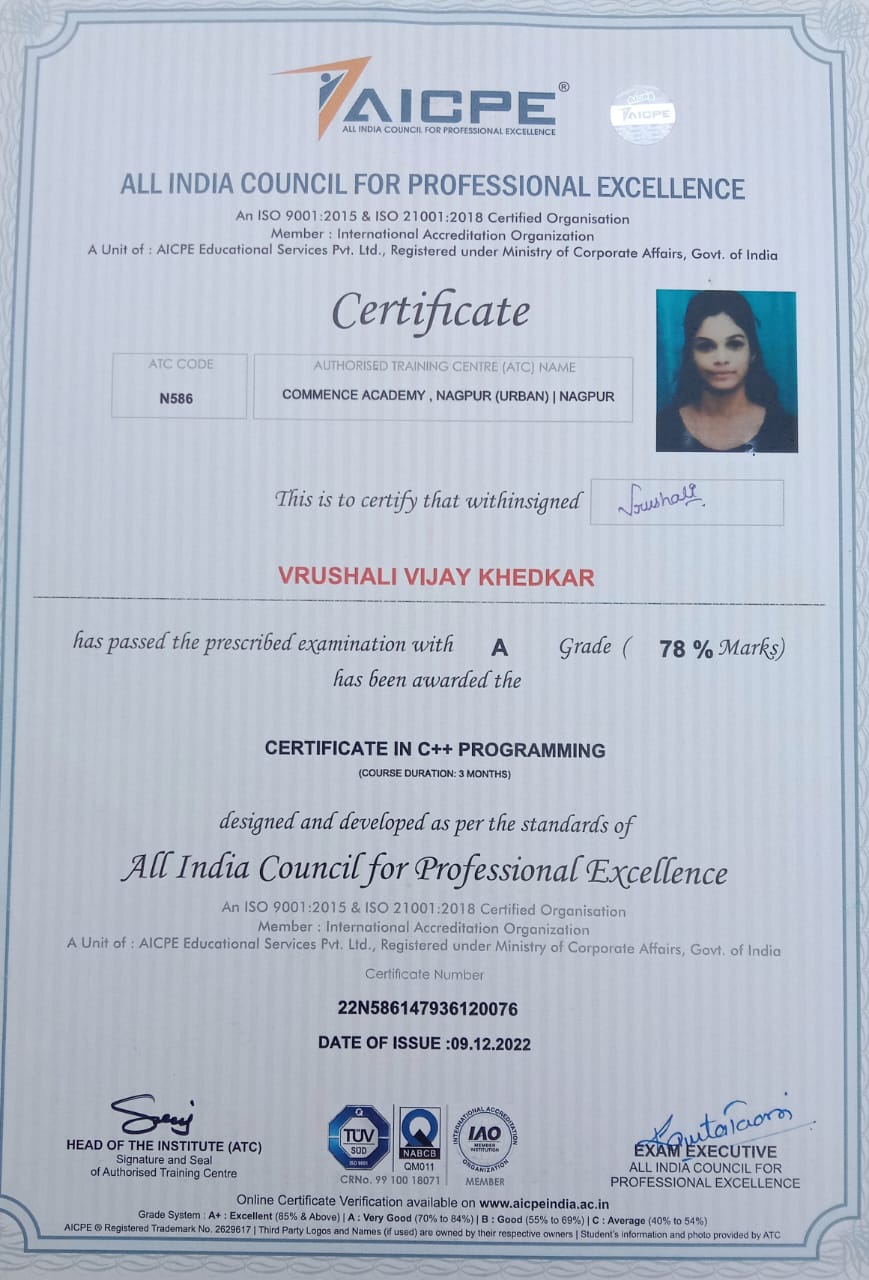 AICPE®
ALL INDIA COUNCIL FOR PROFESSIONAL EXCELLENCE
AICPE
AICPE
ALL INDIA COUNCIL FOR PROFESSIONAL EXCELLENCE
An ISO 9001:2015 & ISO 21001:2018 Certified Organisation
Member : International Accreditation Organization
A Unit of : AICPE Educational Services Pvt. Ltd., Registered under Ministry of Corporate Affairs, Govt. of India
Certificate
ATC CODE
N586
AUTHORISED TRAINING CENTRE (ATC) NAME
COMMENCE ACADEMY , NAGPUR (URBAN) | NAGPUR
This is to certify that withinsigned Vrushali
VRUSHALI VIJAY KHEDKAR
has passed the prescribed examination with A Grade ( 78 % Marks)
has been awarded the
CERTIFICATE IN C++ PROGRAMMING
(COURSE DURATION: 3 MONTHS)
designed and developed as per the standards of
All India Council for Professional Excellence
An ISO 9001:2015 & ISO 21001:2018 Certified Organisation
Member : International Accreditation Organization
A Unit of : AICPE Educational Services Pvt. Ltd., Registered under Ministry of Corporate Affairs, Govt. of India
Certificate Number
22N586147936120076
DATE OF ISSUE :09.12.2022
HEAD OF THE INSTITUTE (ATC)
Signature and Seal
of Authorised Training Centre
TÜV
SÜD
ISO 9001
NABCB
QM011
CRNo. 99 100 18071
INTERNATIONAL ACCREDITATION ORGANIZATION
IAO
MEMBER
INSTITUTION
MEMBER
EXAM EXECUTIVE
ALL INDIA COUNCIL FOR
PROFESSIONAL EXCELLENCE
Online Certificate Verification available on www.aicpeindia.ac.in
Grade System : A+ : Excellent (85% & Above) | A : Very Good (70% to 84%) | B : Good (55% to 69%) | C : Average (40% to 54%)
AICPE ® Registered Trademark No. 2629617 | Third Party Logos and Names (if used) are owned by their respective owners | Student's information and photo provided by ATC